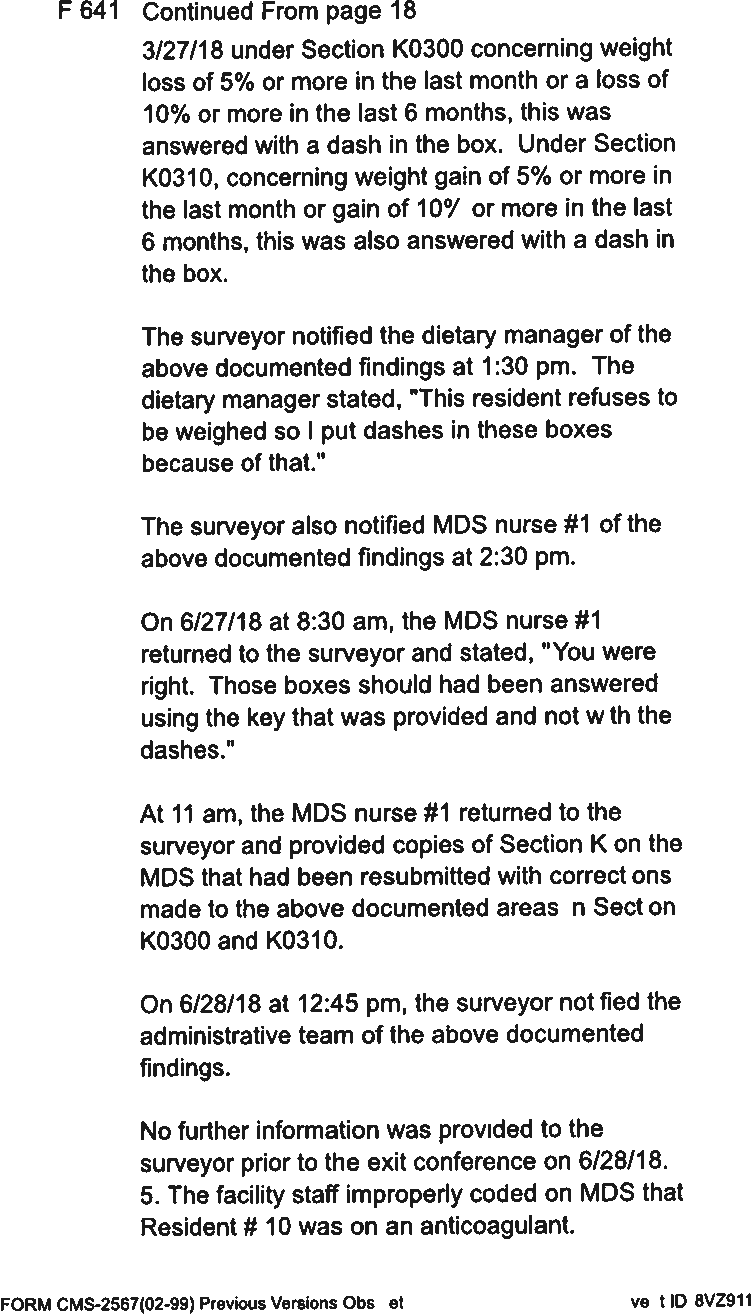 F 641 Continued From page 18
3/27/18 under Section K0300 concerning weight
loss of 5% or more in the last month or a loss of
10% or more in the last 6 months, this was
answered with a dash in the box. Under Section
K0310, concerning weight gain of 5% or more in
the last month or gain of 10% or more in the last
6 months, this was also answered with a dash in
the box.
The surveyor notified the dietary manager of the
above documented findings at 1:30 pm. The
dietary manager stated, "This resident refuses to
be weighed so I put dashes in these boxes
because of that."
The surveyor also notified MDS nurse #1 of the
above documented findings at 2:30 pm.
On 6/27/18 at 8:30 am, the MDS nurse #1
returned to the surveyor and stated, "You were
right. Those boxes should had been answered
using the key that was provided and not w th the
dashes."
At 11 am, the MDS nurse #1 returned to the
surveyor and provided copies of Section K on the
MDS that had been resubmitted with correct ons
made to the above documented areas n Sect on
K0300 and K0310.
On 6/28/18 at 12:45 pm, the surveyor not fied the
administrative team of the above documented
findings.
No further information was provided to the
surveyor prior to the exit conference on 6/28/18.
5. The facility staff improperly coded on MDS that
Resident # 10 was on an anticoagulant.
FORM CMS-2567(02-99) Previous Versions Obs et ve t ID 8VZ911